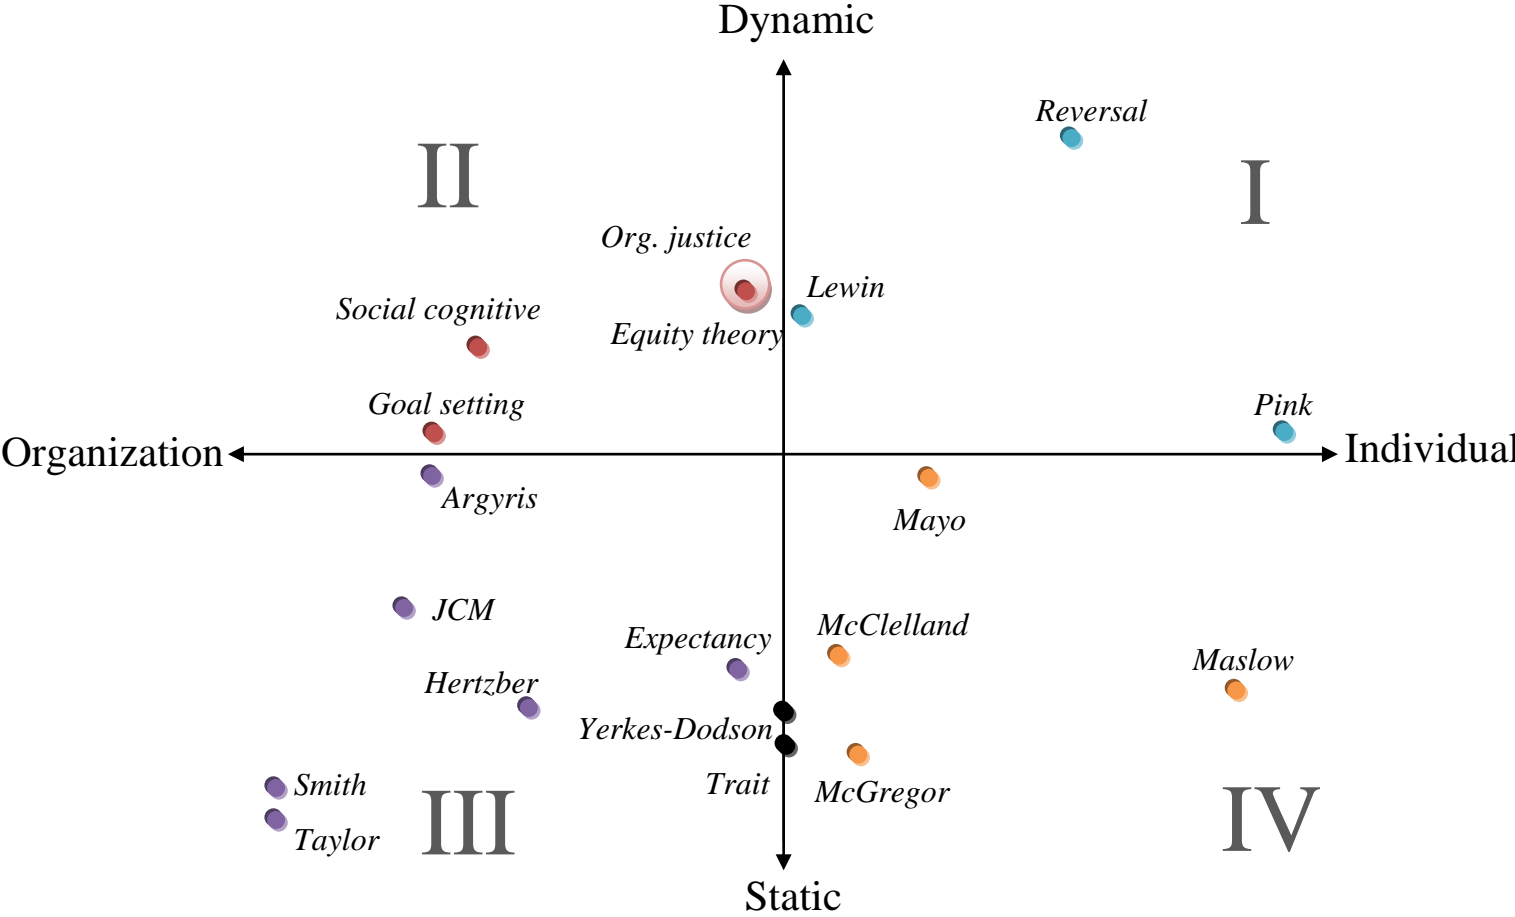 Dynamic
Reversal
II
I
Org. justice
Lewin
Social cognitive
Equity theory
Goal setting
Pink
Organization
Individual
Argyris
Mayo
JCM
McClelland
Expectancy
Maslow
Hertzber
Yerkes-Dodson
Trait
McGregor
Smith
III
IV
Taylor
Static